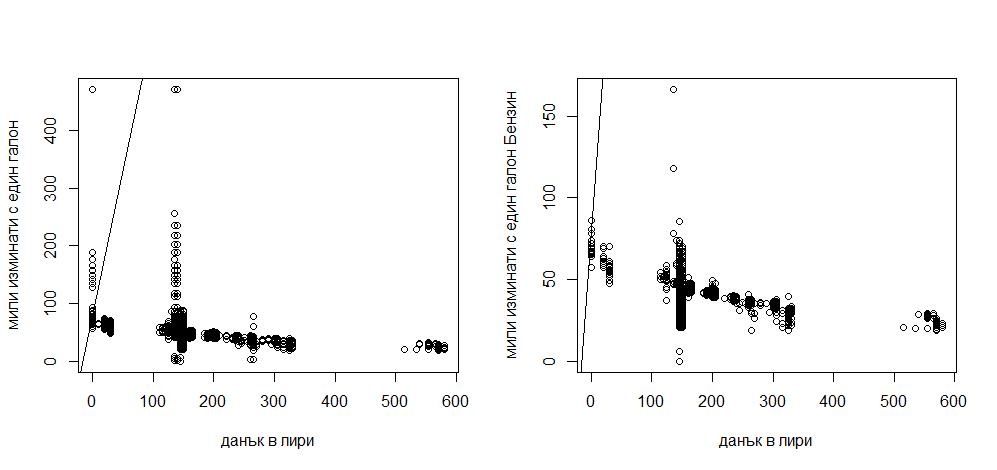 мили изминати с един галон
0 100 200 300 400
0 100 200 300 400 500 600
данък в лири
мили изминати с един галон Бензин
0 50 100 150
0 100 200 300 400 500 600
данък в лири